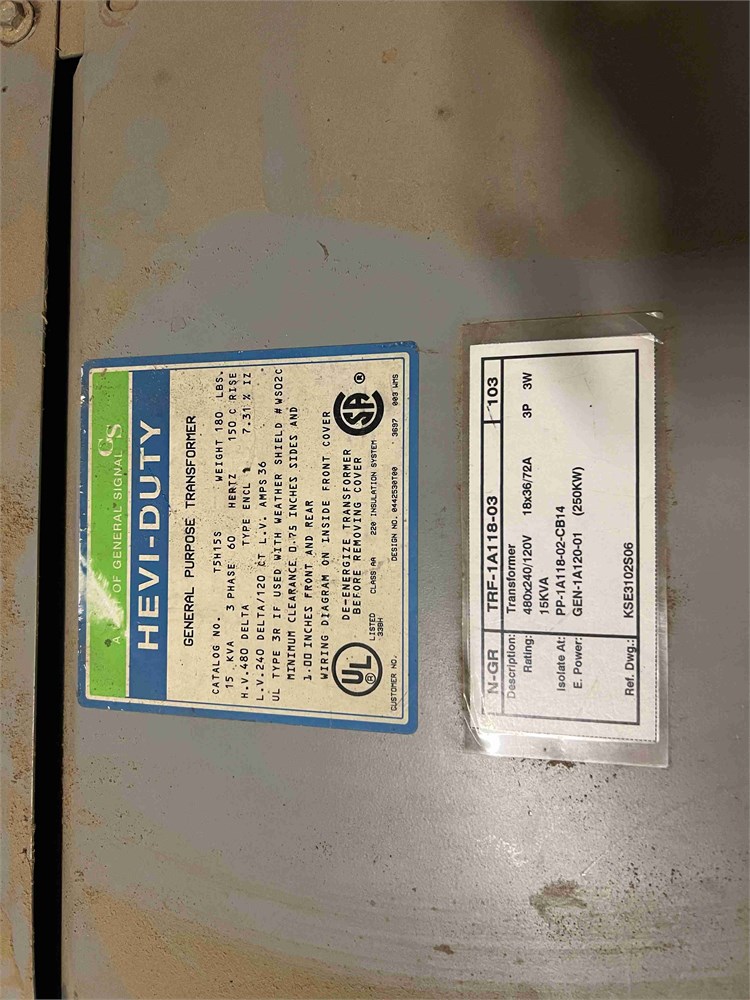 GS
A UNIT OF GENERAL SIGNAL
HEVI-DUTY
GENERAL PURPOSE TRANSFORMER
CATALOG NO. T5H15S WEIGHT 180 LBS.
15 KVA 3 PHASE 60 HERTZ 150 C RISE
H.V.480 DELTA TYPE ENCL 1 7.31 % IZ
L.V.240 DELTA/120 CT L.V. AMPS 36
UL TYPE 3R IF USED WITH WEATHER SHIELD #WS02C
MINIMUM CLEARANCE 0.75 INCHES SIDES AND
1.00 INCHES FRONT AND REAR
WIRING DIAGRAM ON INSIDE FRONT COVER
DE-ENERGIZE TRANSFORMER
BEFORE REMOVING COVER
UL ® LISTED 338H CLASS AA 220 INSULATION SYSTEM SA ®
CUSTOMER NO. DESIGN NO. 0442530T00 3697 003 WMS
N-GR TRF-1A118-03 103
Description: Transformer
Rating: 480x240/120V 18x36/72A 3P 3W
15KVA
Isolate At: PP-1A118-02-CB14
E. Power: GEN-1A120-01 (250KW)
Ref. Dwg.: KSE3102S06